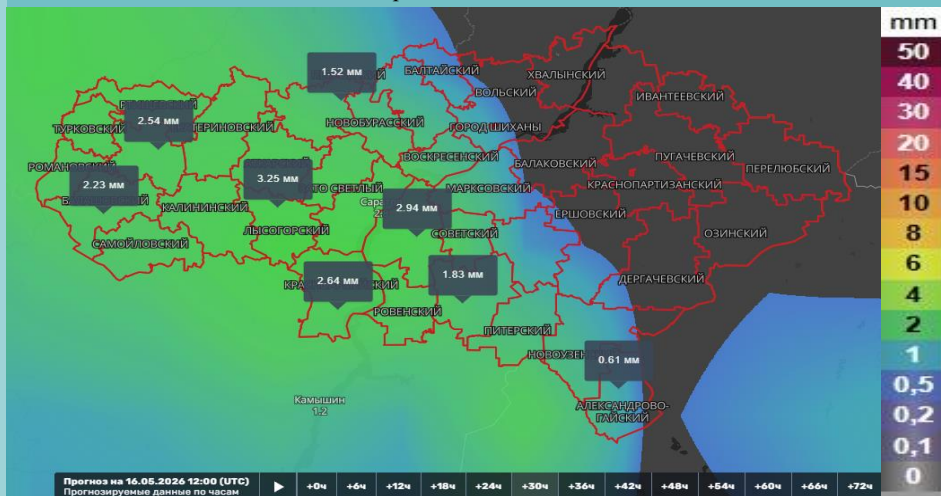 mm
50
40
30
20
15
10
8
6
4
2
1
0,5
0,2
0,1
0
1.52 мм
БАЛТАЙСКИЙ
ХВАЛЫНСКИЙ
ВОЛЬСКИЙ
ИВАНТЕЕВСКИЙ
2.54 мм
ТУРКОВСКИЙ
НОВОБУРАССКИЙ
ГОРОД ШИХАНЫ
ВОСКРЕСЕНСКИЙ
БАЛАКОВСКИЙ
ПУГАЧЕВСКИЙ
ПЕРЕЛЮБСКИЙ
2.23 мм
3.25 мм
МАРКСОВСКИЙ
КРАСНОПАРТИЗАНСКИЙ
КАЛИНИНСКИЙ
2.94 мм
ЕРШОВСКИЙ
ЛЫСОГОРСКИЙ
СОВЕТСКИЙ
ОЗИНСКИЙ
САМОЙЛОВСКИЙ
2.64 мм
1.83 мм
ДЕРГАЧЕВСКИЙ
РОВЕНСКИЙ
ПИТЕРСКИЙ
0.61 мм
Камышин
1.2
АЛЕКСАНДРОВО-
ГАЙСКИЙ
Прогноз на 16.05.2026 12:00 (UTC)
Прогнозируемые данные по часам
+0ч +6ч +12ч +18ч +24ч +30ч +36ч +42ч +48ч +54ч +60ч +66ч +72ч